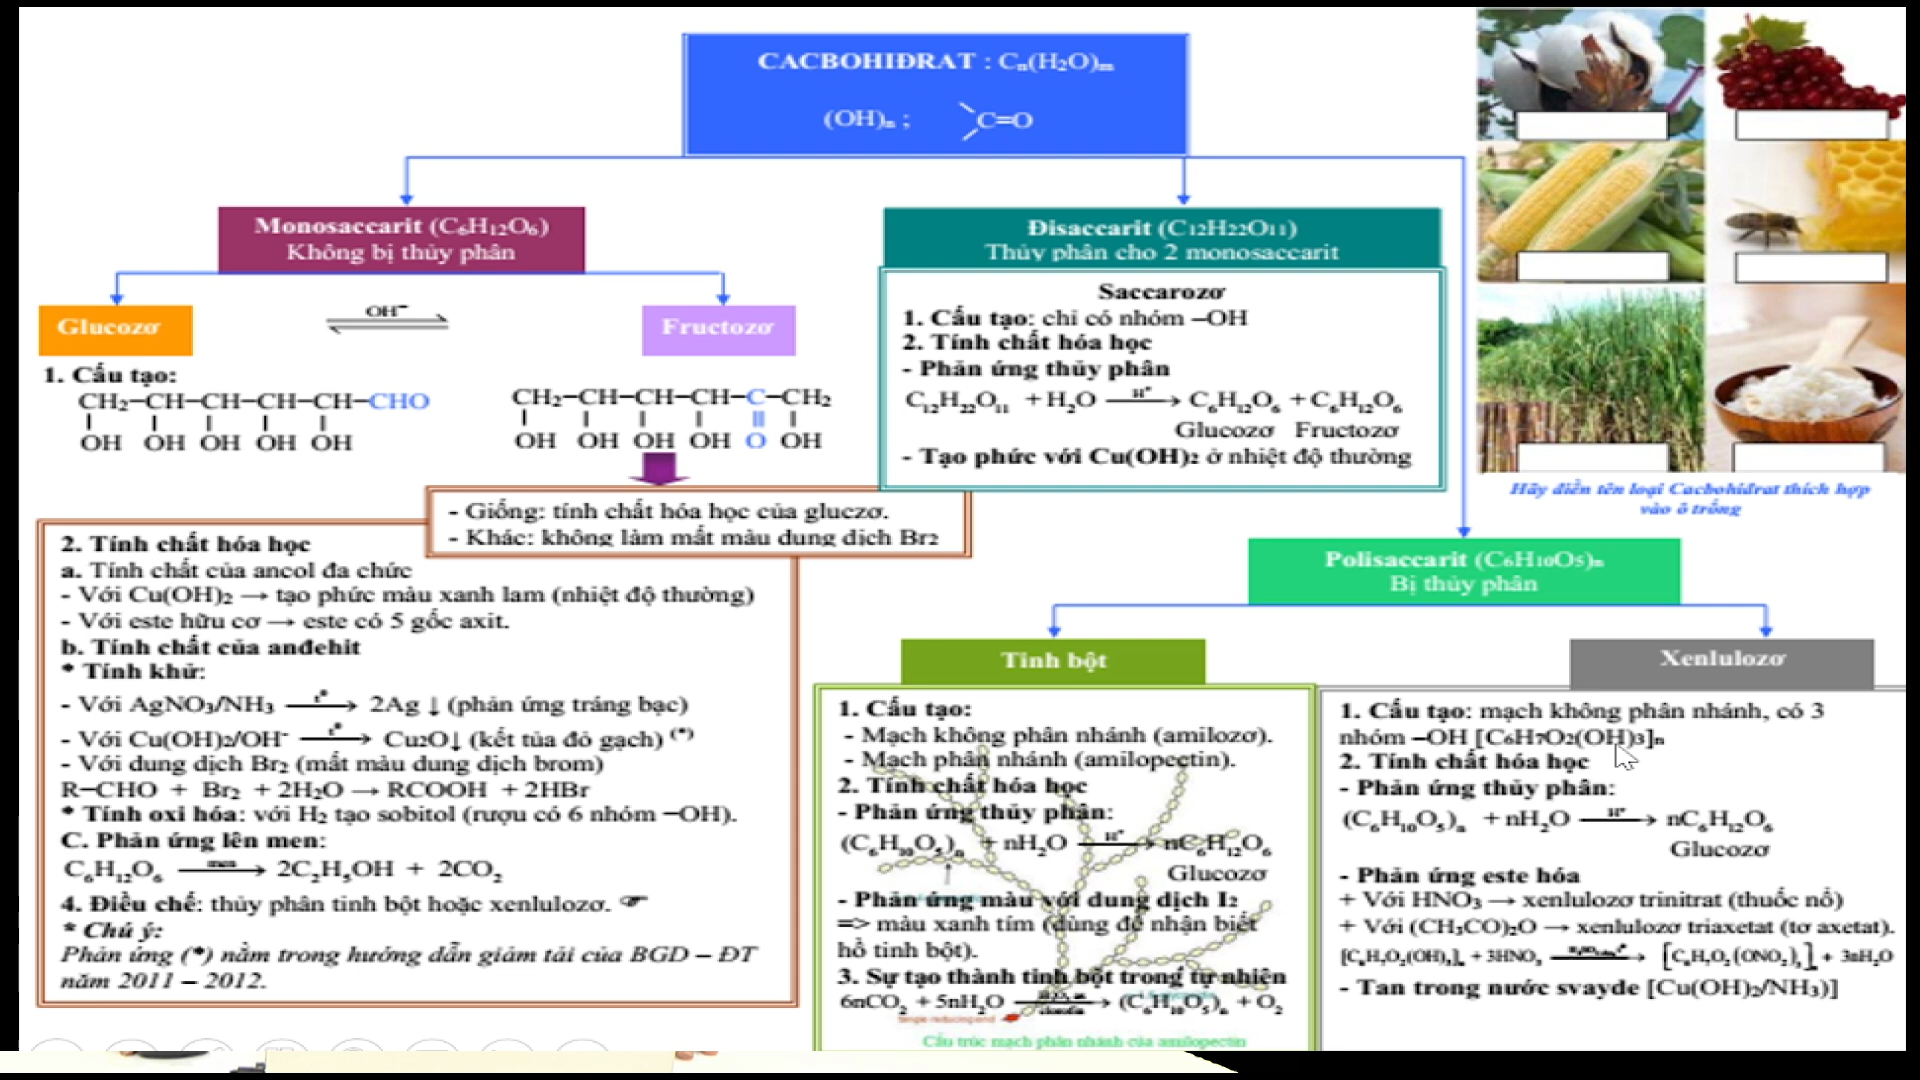 CACBOHIĐRAT : Cₙ(H₂O)ₘ
(OH)ₙ ; C=O
Monosaccarit (C₆H₁₂O₆)
Không bị thủy phân
Glucozơ
OH⁻
Fructozơ
1. Cấu tạo:
CH₂–CH–CH–CH–CH–CHO
OH OH OH OH OH
CH₂–CH–CH–CH–C–CH₂
OH OH OH OH O OH
- Giống: tính chất hóa học của gluczơ.
- Khác: không làm mất màu dung dịch Br₂
2. Tính chất hóa học
a. Tính chất của ancol đa chức
- Với Cu(OH)₂ → tạo phức màu xanh lam (nhiệt độ thường)
- Với este hữu cơ → este có 5 gốc axit.
b. Tính chất của anđehit
* Tính khử:
- Với AgNO₃/NH₃ —t°→ 2Ag ↓ (phản ứng tráng bạc)
- Với Cu(OH)₂/OH⁻ —t°→ Cu₂O↓ (kết tủa đỏ gạch) (*)
- Với dung dịch Br₂ (mất màu dung dịch brom)
R–CHO + Br₂ + 2H₂O → RCOOH + 2HBr
* Tính oxi hóa: với H₂ tạo sobitol (rượu có 6 nhóm –OH).
C. Phản ứng lên men:
C₆H₁₂O₆ —men→ 2C₂H₅OH + 2CO₂
4. Điều chế: thủy phân tinh bột hoặc xenlulozơ. ☞
* Chú ý:
Phản ứng (*) nằm trong hướng dẫn giảm tải của BGD – ĐT
năm 2011 – 2012.
Đisaccarit (C₁₂H₂₂O₁₁)
Thủy phân cho 2 monosaccarit
Saccarozơ
1. Cấu tạo: chỉ có nhóm –OH
2. Tính chất hóa học
- Phản ứng thủy phân
C₁₂H₂₂O₁₁ + H₂O —H⁺→ C₆H₁₂O₆ + C₆H₁₂O₆
Glucozơ Fructozơ
- Tạo phức với Cu(OH)₂ ở nhiệt độ thường
Hãy điền tên loại Cacbohiđrat thích hợp
vào ô trống
Polisaccarit (C₆H₁₀O₅)ₙ
Bị thủy phân
Tinh bột
1. Cấu tạo:
- Mạch không phân nhánh (amilozơ).
- Mạch phân nhánh (amilopectin).
2. Tính chất hóa học
- Phản ứng thủy phân:
(C₆H₁₀O₅)ₙ + nH₂O —H⁺→ nC₆H₁₂O₆
Glucozơ
- Phản ứng màu với dung dịch I₂
=> màu xanh tím (dùng để nhận biết
hồ tinh bột).
3. Sự tạo thành tinh bột trong tự nhiên
6nCO₂ + 5nH₂O → (C₆H₁₀O₅)ₙ + O₂
Cấu trúc mạch phân nhánh của amilopectin
Xenlulozơ
1. Cấu tạo: mạch không phân nhánh, có 3
nhóm –OH [C₆H₇O₂(OH)₃]ₙ
2. Tính chất hóa học
- Phản ứng thủy phân:
(C₆H₁₀O₅)ₙ + nH₂O —H⁺→ nC₆H₁₂O₆
Glucozơ
- Phản ứng este hóa
+ Với HNO₃ → xenlulozơ trinitrat (thuốc nổ)
+ Với (CH₃CO)₂O → xenlulozơ triaxetat (tơ axetat).
[C₆H₇O₂(OH)₃]ₙ + 3HNO₃ → [C₆H₇O₂(ONO₂)₃]ₙ + 3nH₂O
- Tan trong nước svayde [Cu(OH)₂/NH₃)]